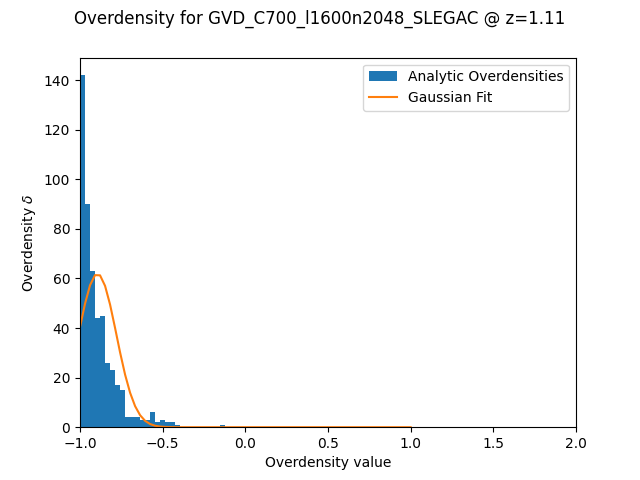 Overdensity for GVD_C700_l1600n2048_SLEGAC @ z=1.11
Analytic Overdensities
Gaussian Fit
Overdensity δ
140
120
100
80
60
40
20
0
−1.0 −0.5 0.0 0.5 1.0 1.5 2.0
Overdensity value